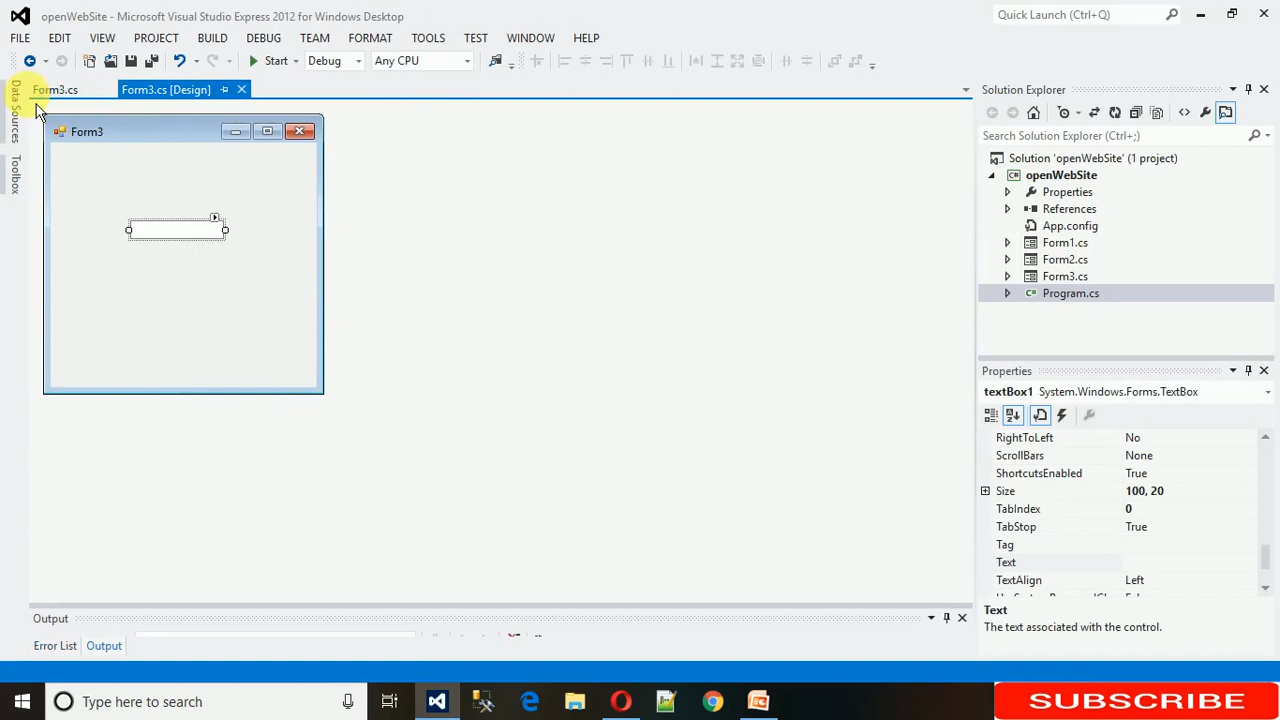 openWebSite - Microsoft Visual Studio Express 2012 for Windows Desktop
Quick Launch (Ctrl+Q)
FILE EDIT VIEW PROJECT BUILD DEBUG TEAM FORMAT TOOLS TEST WINDOW HELP
Start Debug Any CPU
Data Sources
Toolbox
Form3.cs
Form3.cs [Design]
Form3
Solution Explorer
Search Solution Explorer (Ctrl+;)
Solution 'openWebSite' (1 project)
openWebSite
Properties
References
App.config
Form1.cs
Form2.cs
Form3.cs
Program.cs
Properties
textBox1 System.Windows.Forms.TextBox
RightToLeft No
ScrollBars None
ShortcutsEnabled True
Size 100, 20
TabIndex 0
TabStop True
Tag
Text
TextAlign Left
Text
The text associated with the control.
Output
Error List Output
Type here to search
SUBSCRIBE